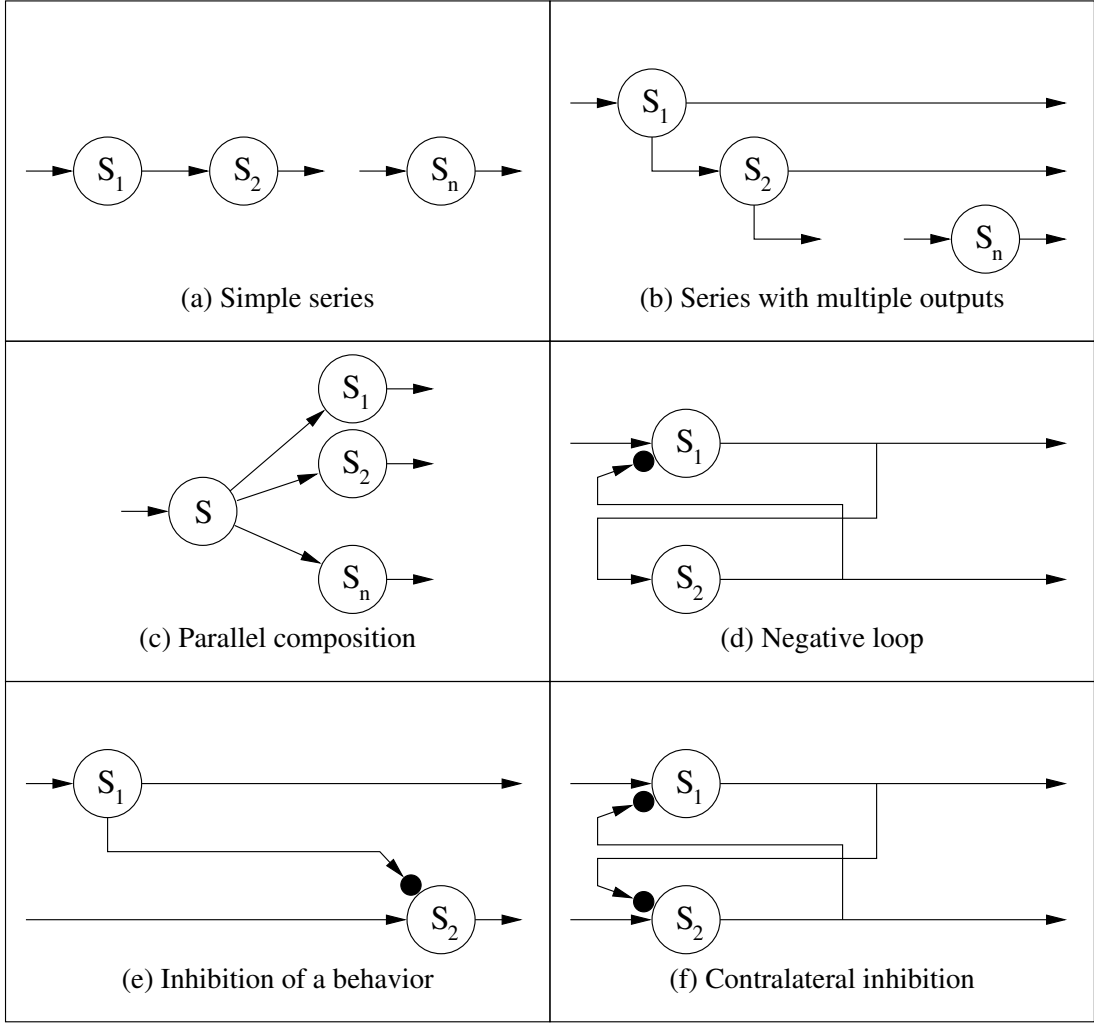 S1 S2 Sn
(a) Simple series
S1
S2
Sn
(b) Series with multiple outputs
S1
S2
S
Sn
(c) Parallel composition
S1
S2
(d) Negative loop
S1
S2
(e) Inhibition of a behavior
S1
S2
(f) Contralateral inhibition